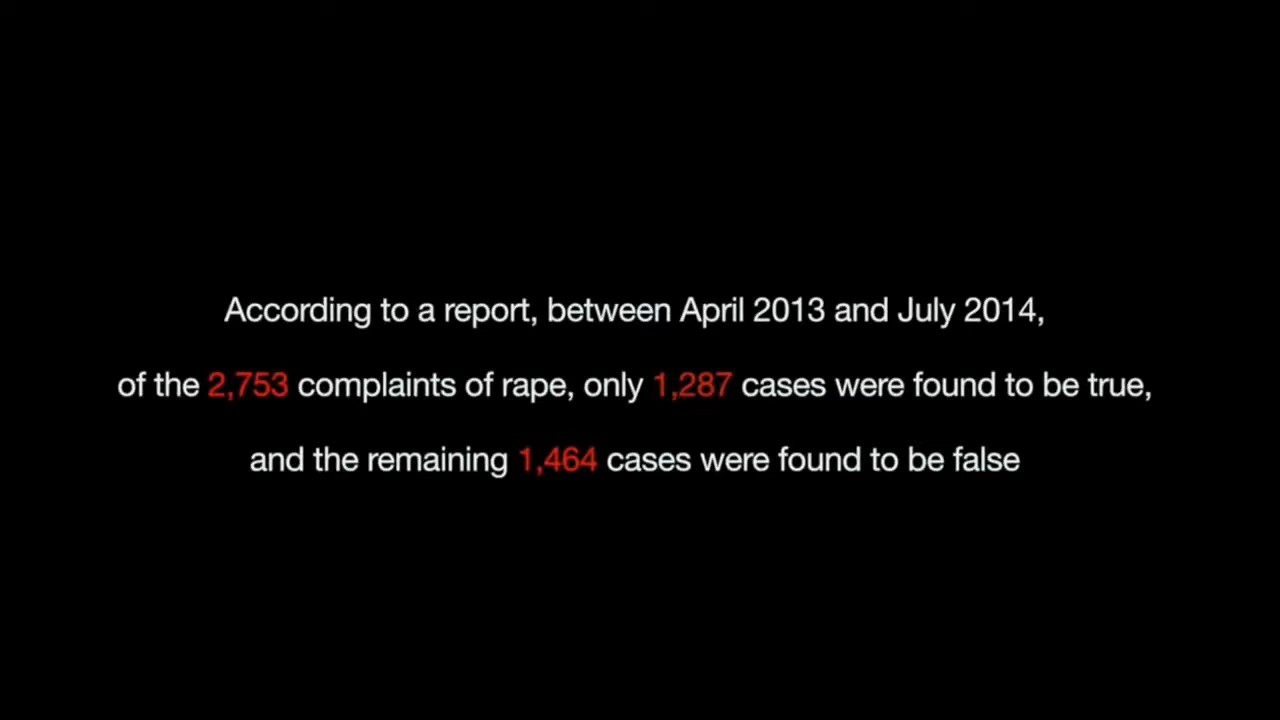 According to a report, between April 2013 and July 2014,
of the 2,753 complaints of rape, only 1,287 cases were found to be true,
and the remaining 1,464 cases were found to be false